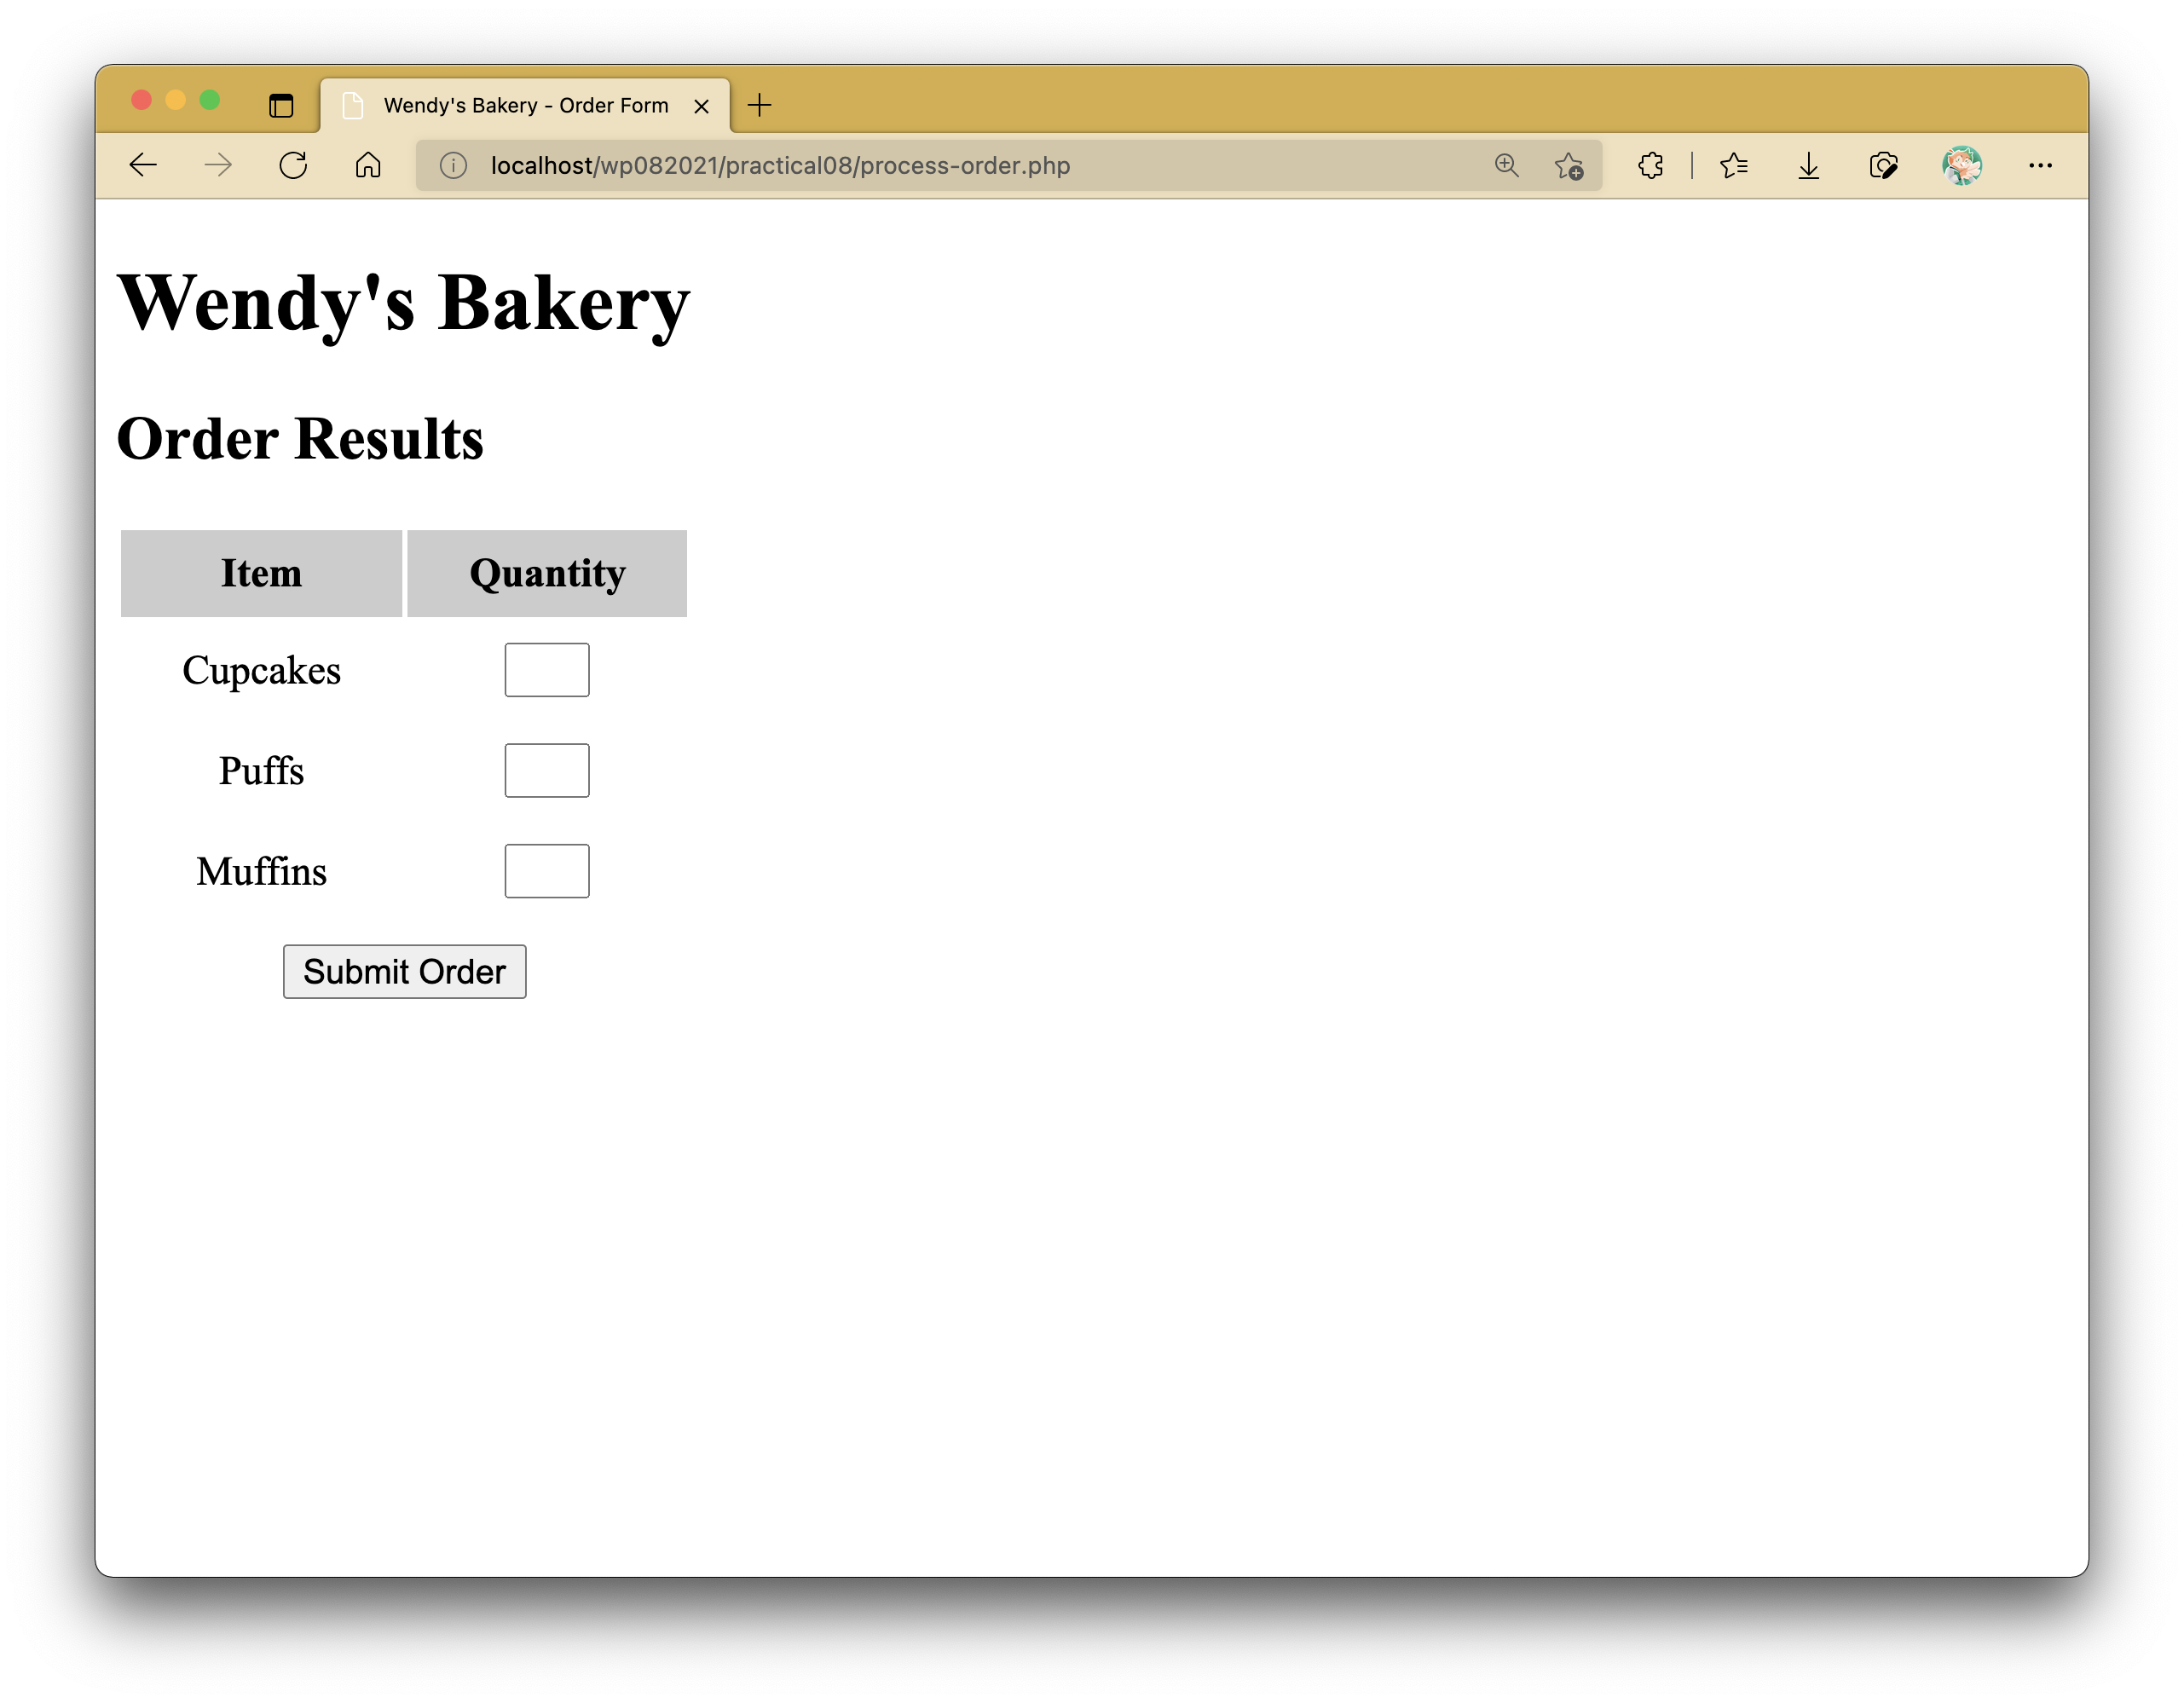 Wendy's Bakery - Order Form
localhost/wp082021/practical08/process-order.php
Wendy's Bakery
Order Results
Item Quantity
Cupcakes
Puffs
Muffins
Submit Order